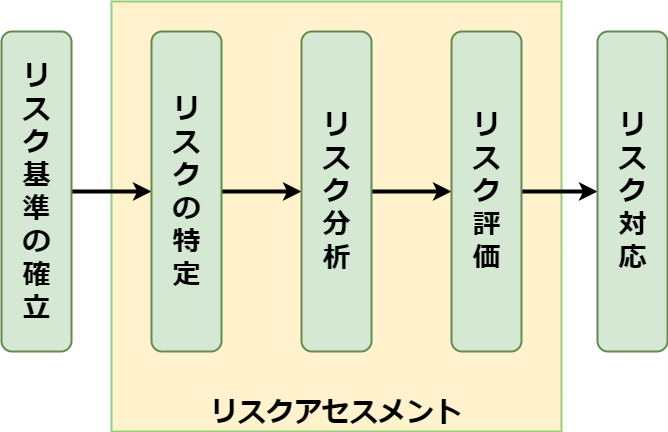 リスク基準の確立
リスクの特定
リスク分析
リスク評価
リスク対応
リスクアセスメント